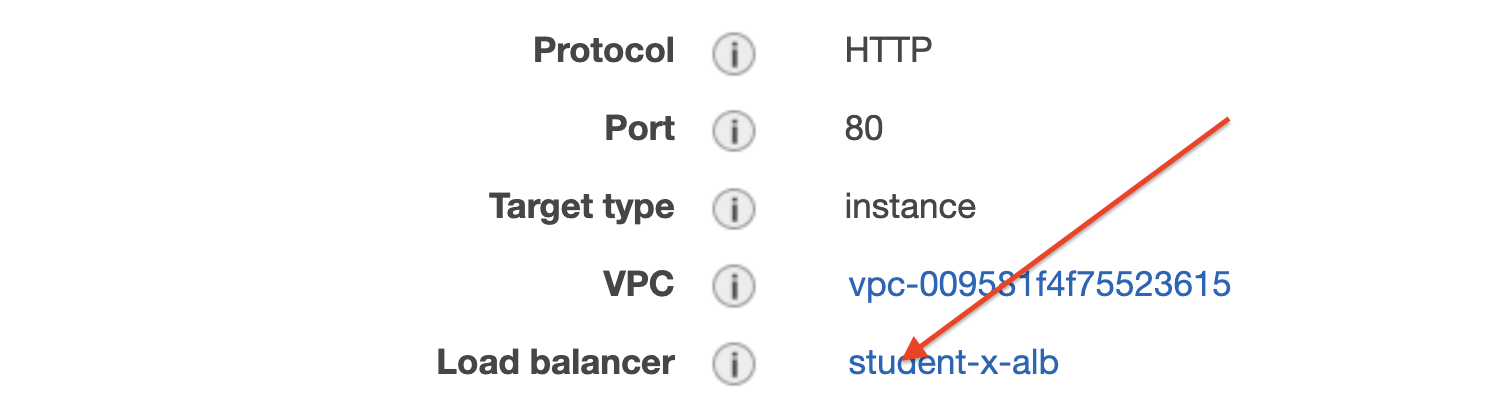 Protocol i HTTP
Port i 80
Target type i instance
VPC i vpc-009581f4f75523615
Load balancer i student-x-alb